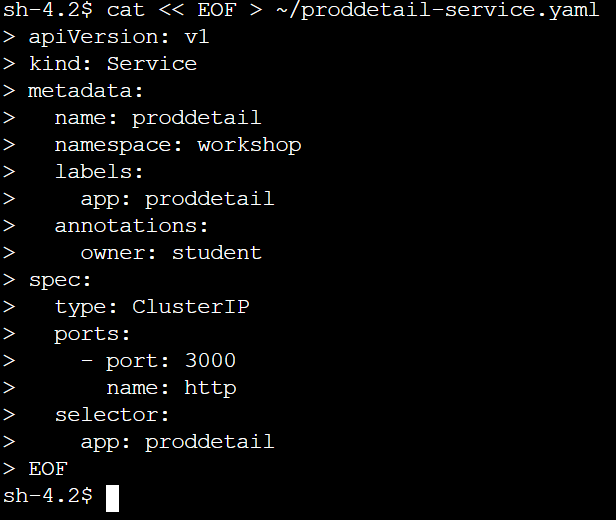 sh-4.2$ cat << EOF > ~/proddetail-service.yaml
> apiVersion: v1
> kind: Service
> metadata:
>   name: proddetail
>   namespace: workshop
>   labels:
>     app: proddetail
>   annotations:
>     owner: student
> spec:
>   type: ClusterIP
>   ports:
>     - port: 3000
>       name: http
>   selector:
>     app: proddetail
> EOF
sh-4.2$